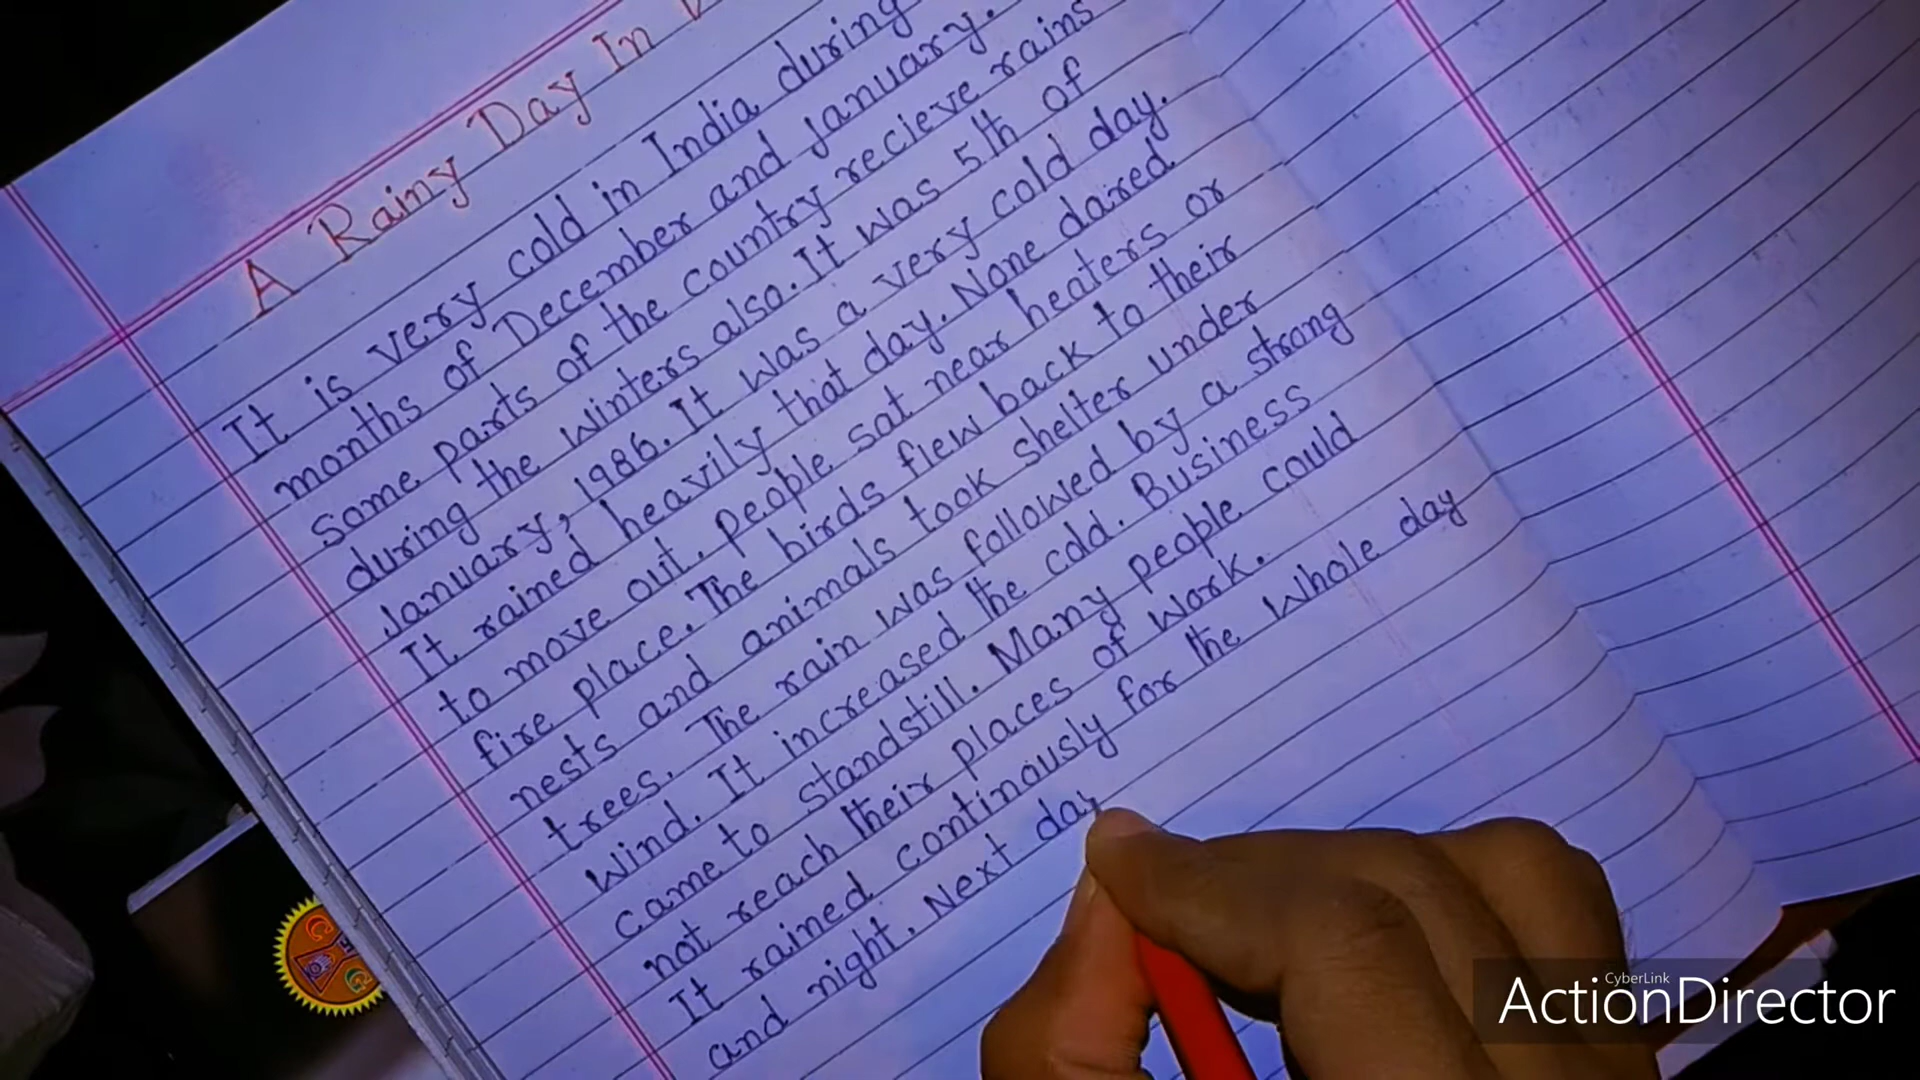 A Rainy Day In
It is very cold in India during
months of December and January.
Some parts of the country recieve rains
during the winters also. It was 5th of
January, 1986. It was a very cold day.
It rained heavily that day. None dared
to move out. people sat near heaters or
fire place. The birds flew back to their
nests and animals took shelter under
trees. The rain was followed by a strong
wind. It increased the cold. Business
came to standstill. Many people could
not reach their places of work.
It rained continously for the whole day
and night. Next day
CyberLink
ActionDirector